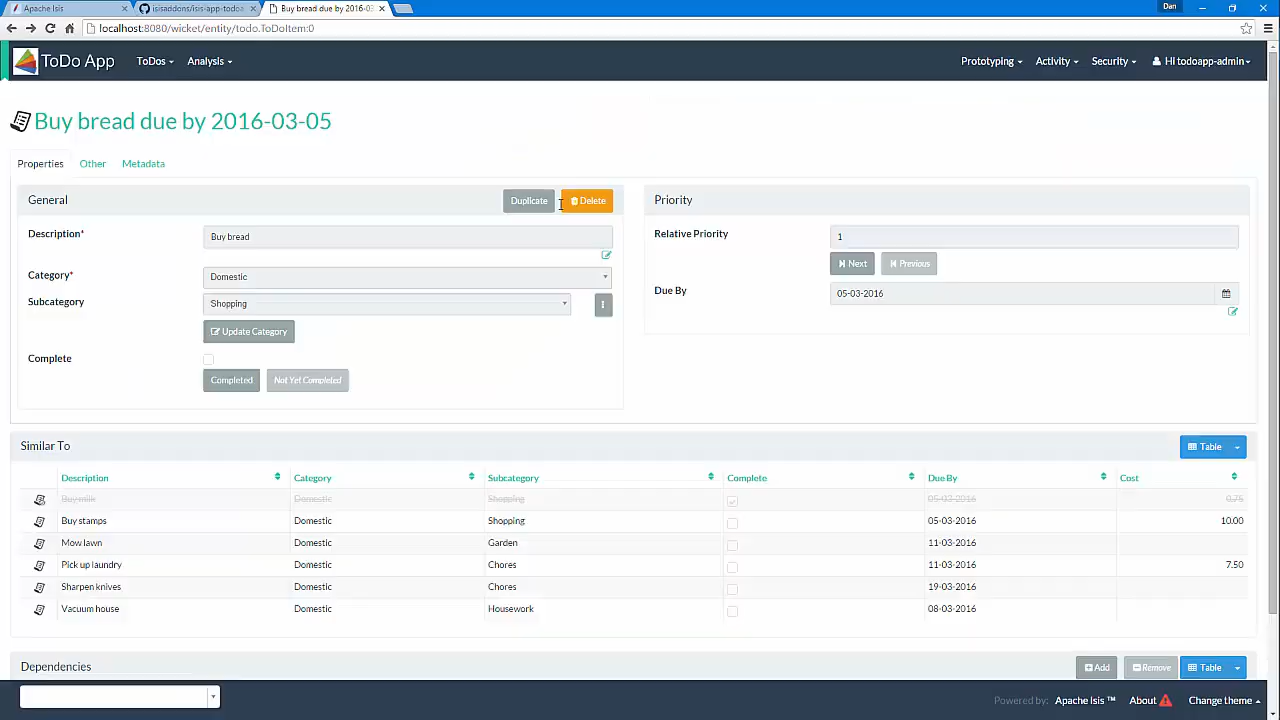 Apache Isis
isisaddons/isis-app-todoa
Buy bread due by 2016-03-
Dan
localhost:8080/wicket/entity/todo.ToDoItem:0
ToDo App
ToDos
Analysis
Prototyping
Activity
Security
Hi todoapp-admin
Buy bread due by 2016-03-05
Properties
Other
Metadata
General
Duplicate
Delete
Description*
Buy bread
Category*
Domestic
Subcategory
Shopping
Update Category
Complete
Completed
Not Yet Completed
Priority
Relative Priority
1
Next
Previous
Due By
05-03-2016
Similar To
Table
Description Category Subcategory Complete Due By Cost
Buy milk Domestic Shopping 05-03-2016 0.75
Buy stamps Domestic Shopping 05-03-2016 10.00
Mow lawn Domestic Garden 11-03-2016
Pick up laundry Domestic Chores 11-03-2016 7.50
Sharpen knives Domestic Chores 19-03-2016
Vacuum house Domestic Housework 08-03-2016
Dependencies
Add
Remove
Table
Powered by: Apache Isis ™
About
Change theme